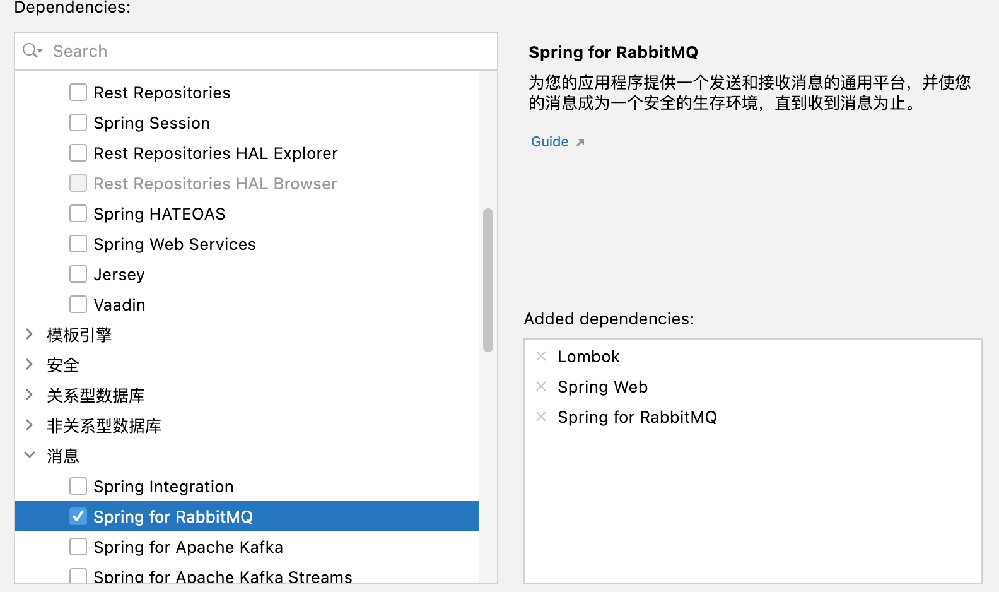 Dependencies:
Search
Rest Repositories
Spring Session
Rest Repositories HAL Explorer
Rest Repositories HAL Browser
Spring HATEOAS
Spring Web Services
Jersey
Vaadin
模板引擎
安全
关系型数据库
非关系型数据库
消息
Spring Integration
Spring for RabbitMQ
Spring for Apache Kafka
Spring for Apache Kafka Streams
Spring for RabbitMQ
为您的应用程序提供一个发送和接收消息的通用平台，并使您
的消息成为一个安全的生存环境，直到收到消息为止。
Guide
Added dependencies:
Lombok
Spring Web
Spring for RabbitMQ